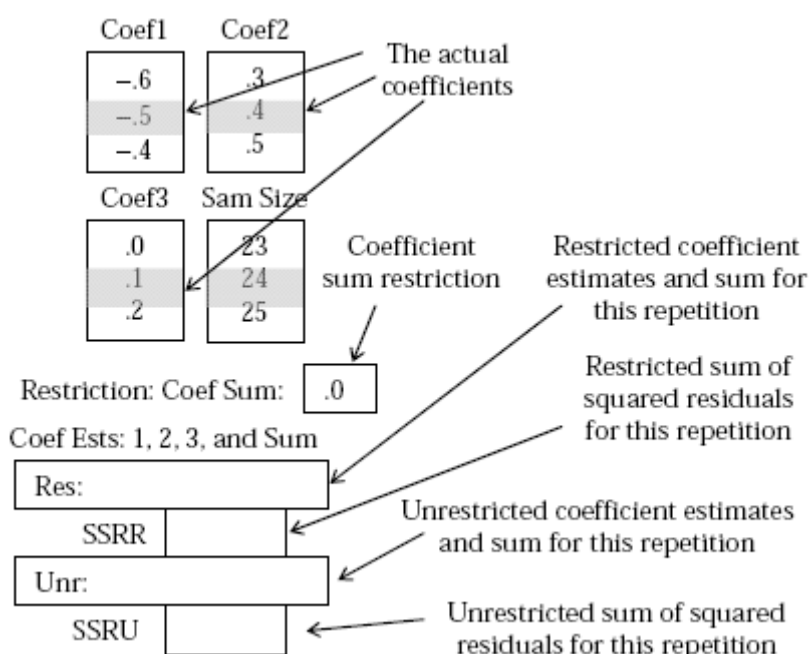 Coef1 Coef2
–.6 .3
–.5 .4
–.4 .5
The actual
coefficients
Coef3 Sam Size
.0 23
.1 24
.2 25
Coefficient
sum restriction
Restricted coefficient
estimates and sum for
this repetition
Restriction: Coef Sum: .0
Restricted sum of
squared residuals
for this repetition
Coef Ests: 1, 2, 3, and Sum
Res:
SSRR
Unrestricted coefficient estimates
and sum for this repetition
Unr:
SSRU
Unrestricted sum of squared
residuals for this repetition